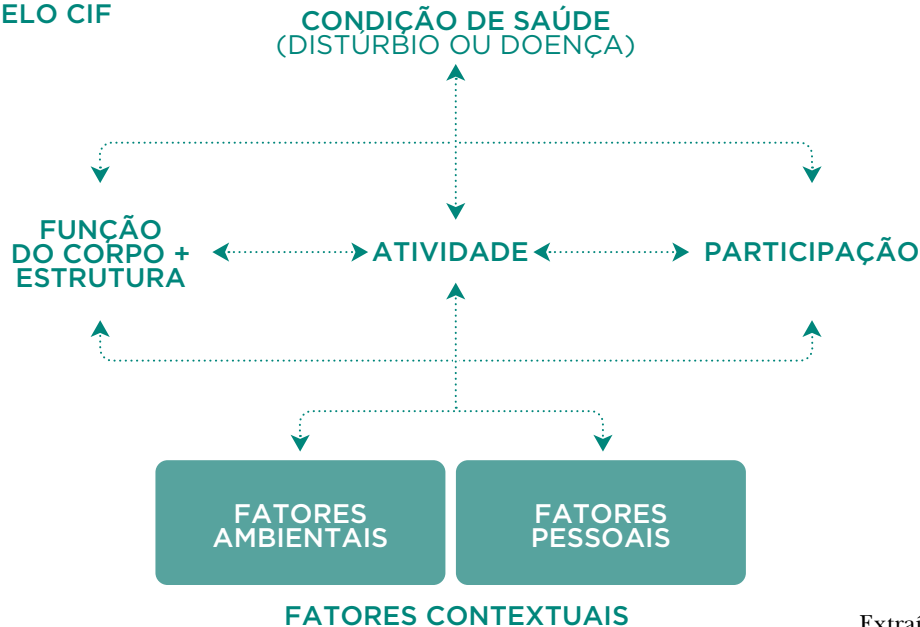 ELO CIF
CONDIÇÃO DE SAÚDE
(DISTÚRBIO OU DOENÇA)
FUNÇÃO
DO CORPO +
ESTRUTURA
ATIVIDADE
PARTICIPAÇÃO
FATORES
AMBIENTAIS
FATORES
PESSOAIS
FATORES CONTEXTUAIS
Extraí